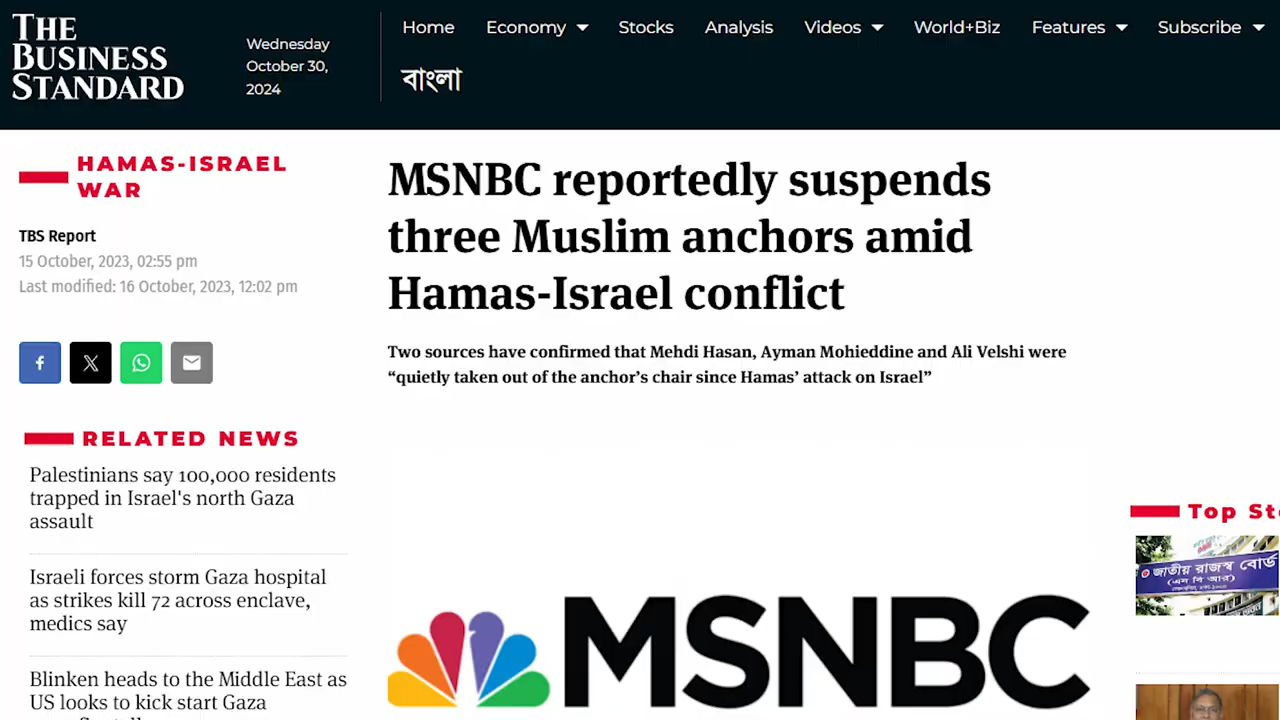 THE
BUSINESS
STANDARD
Wednesday
October 30,
2024
Home Economy Stocks Analysis Videos World+Biz Features Subscribe
বাংলা
HAMAS-ISRAEL
WAR
TBS Report
15 October, 2023, 02:55 pm
Last modified: 16 October, 2023, 12:02 pm
RELATED NEWS
Palestinians say 100,000 residents
trapped in Israel's north Gaza
assault
Israeli forces storm Gaza hospital
as strikes kill 72 across enclave,
medics say
Blinken heads to the Middle East as
US looks to kick start Gaza
MSNBC reportedly suspends
three Muslim anchors amid
Hamas-Israel conflict
Two sources have confirmed that Mehdi Hasan, Ayman Mohieddine and Ali Velshi were
“quietly taken out of the anchor’s chair since Hamas’ attack on Israel”
MSNBC
Top St
জাতীয় রাজস্ব বোর্ড
(এন বি আর)